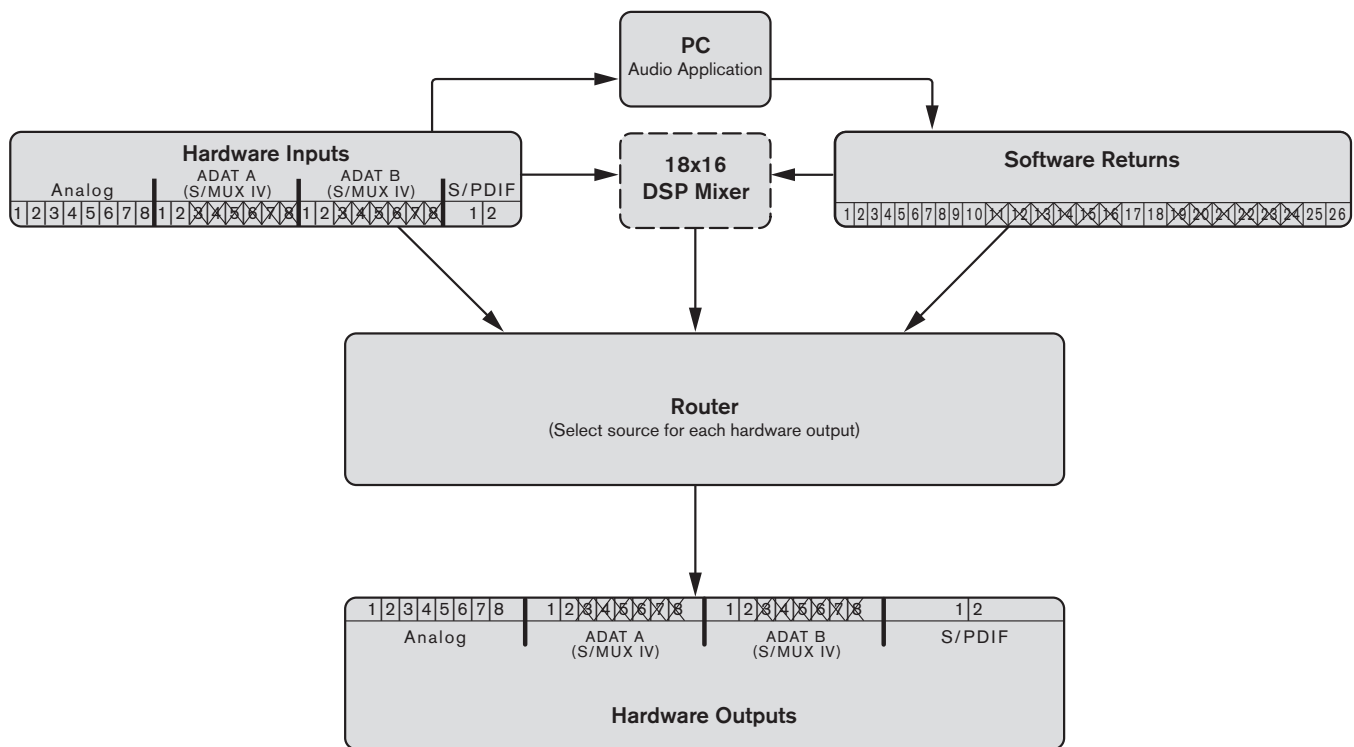 PC
Audio Application
Hardware Inputs
Analog
ADAT A
(S/MUX IV)
ADAT B
(S/MUX IV)
S/PDIF
1 2 3 4 5 6 7 8 1 2 3 4 5 6 7 8 1 2 3 4 5 6 7 8 1 2
18x16
DSP Mixer
Software Returns
1 2 3 4 5 6 7 8 9 10 11 12 13 14 15 16 17 18 19 20 21 22 23 24 25 26
Router
(Select source for each hardware output)
1 2 3 4 5 6 7 8 1 2 3 4 5 6 7 8 1 2 3 4 5 6 7 8 1 2
Analog
ADAT A
(S/MUX IV)
ADAT B
(S/MUX IV)
S/PDIF
Hardware Outputs